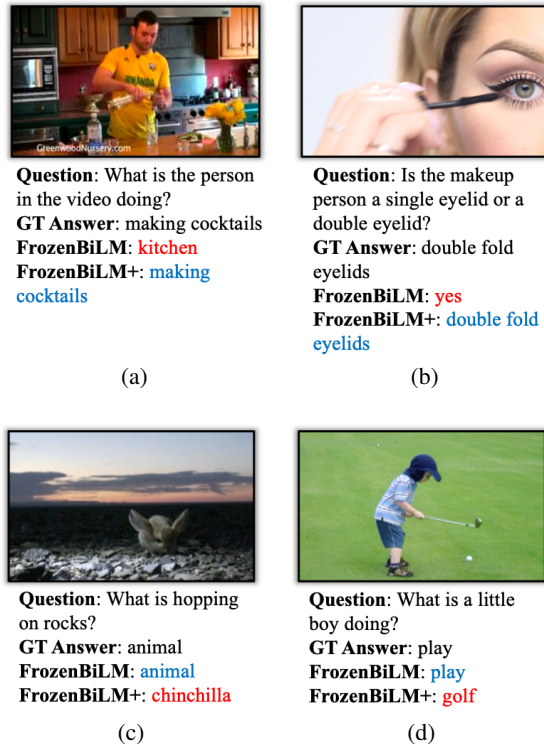 RWANDA
GreenwoodNursery.com
Question: What is the person
in the video doing?
GT Answer: making cocktails
FrozenBiLM: kitchen
FrozenBiLM+: making
cocktails
(a)
Question: Is the makeup
person a single eyelid or a
double eyelid?
GT Answer: double fold
eyelids
FrozenBiLM: yes
FrozenBiLM+: double fold
eyelids
(b)
Question: What is hopping
on rocks?
GT Answer: animal
FrozenBiLM: animal
FrozenBiLM+: chinchilla
(c)
Question: What is a little
boy doing?
GT Answer: play
FrozenBiLM: play
FrozenBiLM+: golf
(d)